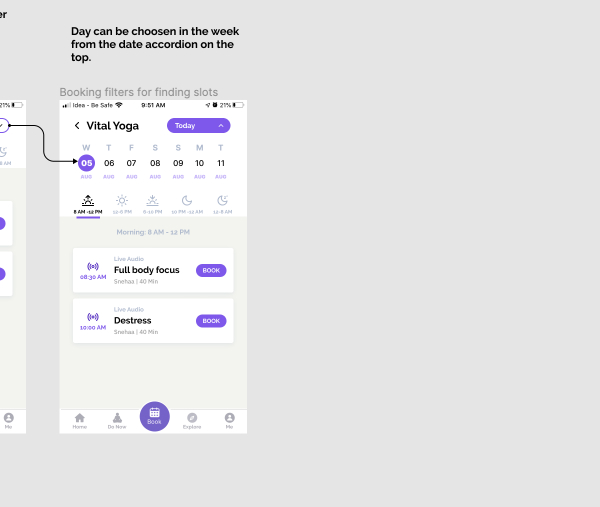 er
Day can be choosen in the week
from the date accordion on the
top.
Booking filters for finding slots
21%
Idea - Be Safe 9:51 AM 21%
Vital Yoga Today
W T F S S M T
05 06 07 08 09 10 11
AUG AUG AUG AUG AUG AUG AUG
8 AM
8 AM -12 PM 12-5 PM 5-10 PM 10 PM -12 AM 12-8 AM
Morning: 8 AM - 12 PM
Live Audio
Full body focus
08:30 AM
Snehaa | 40 Min
BOOK
Live Audio
Destress
10:00 AM
Snehaa | 40 Min
BOOK
Me
Home Do Now Book Explore Me